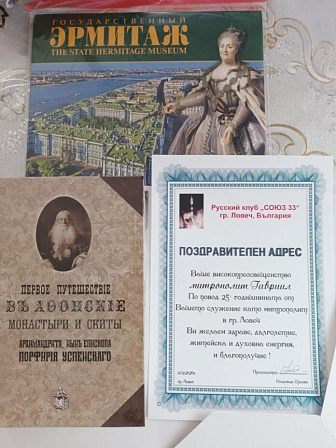 ГОСУДАРСТВЕННЫЙ
ЭРМИТАЖ
THE STATE HERMITAGE MUSEUM
ПЕРВОЕ ПУТЕШЕСТВІЕ
ВЪ АѲОНСКІЕ
МОНАСТЫРИ И СКИТЫ
АРХИМАНДРИТА, НЫНѢ ЕПИСКОПА
ПОРФИРІЯ УСПЕНСКАГО
Русский клуб „СОЮЗ 33“
гр. Ловеч, България
ПОЗДРАВИТЕЛЕН АДРЕС
Ваше високопреосвещенство
митрополит Гавриил
По повод 25 годишнината от
Вашето служение като митрополит
в гр. Ловеч
Ви желаем здраве, дълголетие,
житейска и духовна енергия,
и благополучие!
гр. Ловеч